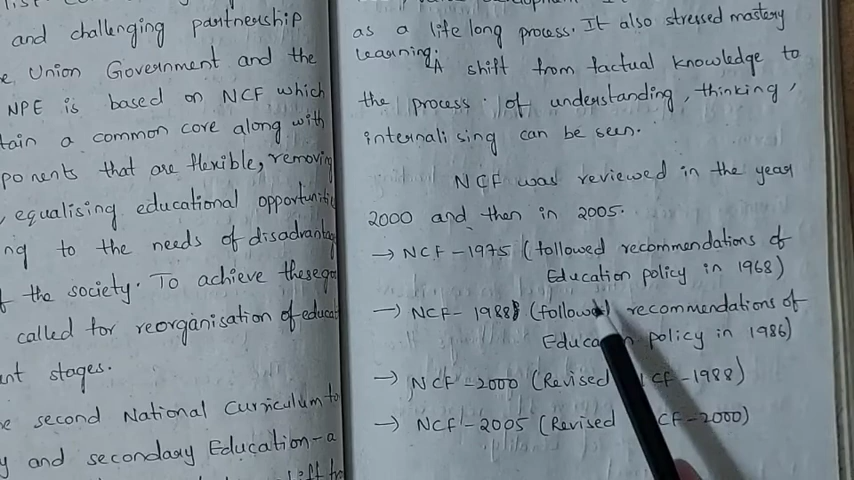 and challenging partnership
Union Government and the
NPE is based on NCF which
tain a common core along with
ponents that are flexible, removing
, equalising educational opportunitie
ng to the needs of disadvantag
the society. To achieve these goa
called for reorganisation of educat
nt stages.
second National Curriculum fo
y and secondary Education - a
as a life long process. It also stressed mastery
learning. A shift from factual knowledge to
the process of understanding, thinking,
internalising can be seen.
NCF was reviewed in the year
2000 and then in 2005.
→ NCF - 1975 (followed recommendations of
Education policy in 1968)
→ NCF - 1988 (followed recommendations of
Education policy in 1986)
→ NCF - 2000 (Revised NCF - 1988)
→ NCF - 2005 (Revised NCF - 2000)